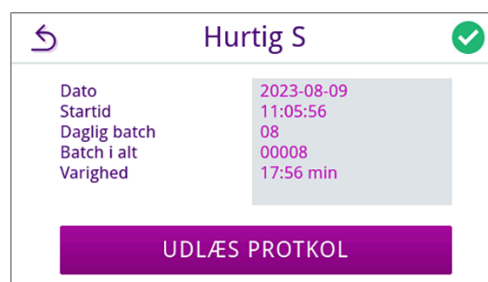 Hurtig S
Dato 2023-08-09
Startid 11:05:56
Daglig batch 08
Batch i alt 00008
Varighed 17:56 min
UDLÆS PROTKOL